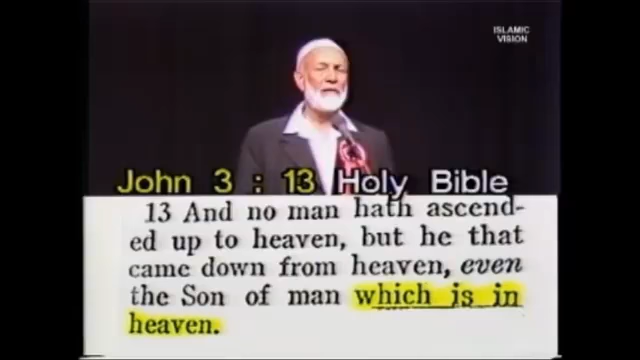 ISLAMIC
VISION
John 3 : 13 Holy Bible
13 And no man hath ascend-
ed up to heaven, but he that
came down from heaven, even
the Son of man which is in
heaven.